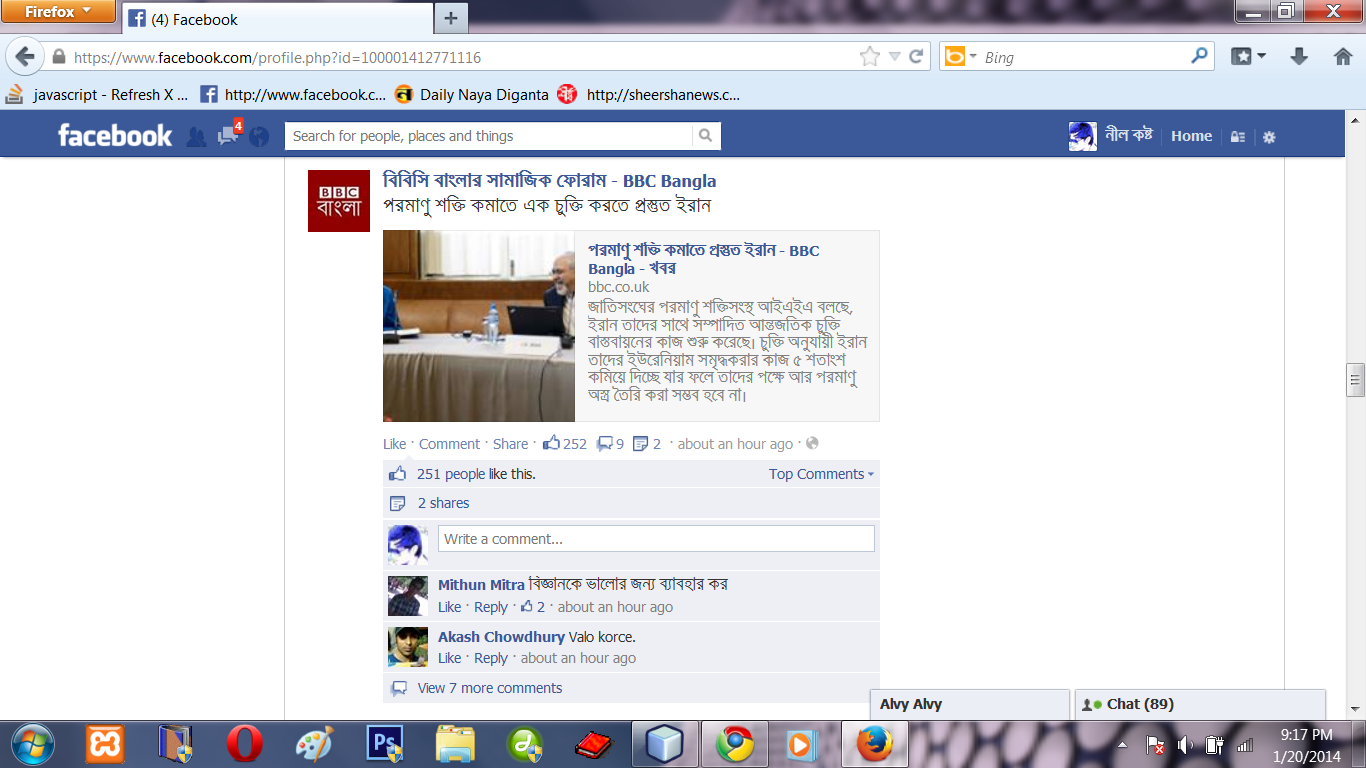 Firefox
(4) Facebook
https://www.facebook.com/profile.php?id=100001412771116
Bing
javascript - Refresh X ... http://www.facebook.c... Daily Naya Diganta http://sheershanews.c...
facebook 4 Search for people, places and things নীল কষ্ট Home
BBC
বাংলা
বিবিসি বাংলার সামাজিক ফোরাম - BBC Bangla
পরমাণু শক্তি কমাতে এক চুক্তি করতে প্রস্তুত ইরান
পরমাণু শক্তি কমাতে প্রস্তুত ইরান - BBC
Bangla - খবর
bbc.co.uk
জাতিসংঘের পরমাণু শক্তিসংস্থ আইএইএ বলছে,
ইরান তাদের সাথে সম্পাদিত আন্তজতিক চুক্তি
বাস্তবায়নের কাজ শুরু করেছে। চুক্তি অনুযায়ী ইরান
তাদের ইউরেনিয়াম সমৃদ্ধকরার কাজ ৫ শতাংশ
কমিয়ে দিচ্ছে যার ফলে তাদের পক্ষে আর পরমাণু
অস্ত্র তৈরি করা সম্ভব হবে না।
Like · Comment · Share · 252 9 2 · about an hour ago ·
251 people like this. Top Comments
2 shares
Write a comment...
Mithun Mitra বিজ্ঞানকে ভালোর জন্য ব্যাবহার কর
Like · Reply · 2 · about an hour ago
Akash Chowdhury Valo korce.
Like · Reply · about an hour ago
View 7 more comments
Alvy Alvy
Chat (89)
Ps
9:17 PM
1/20/2014